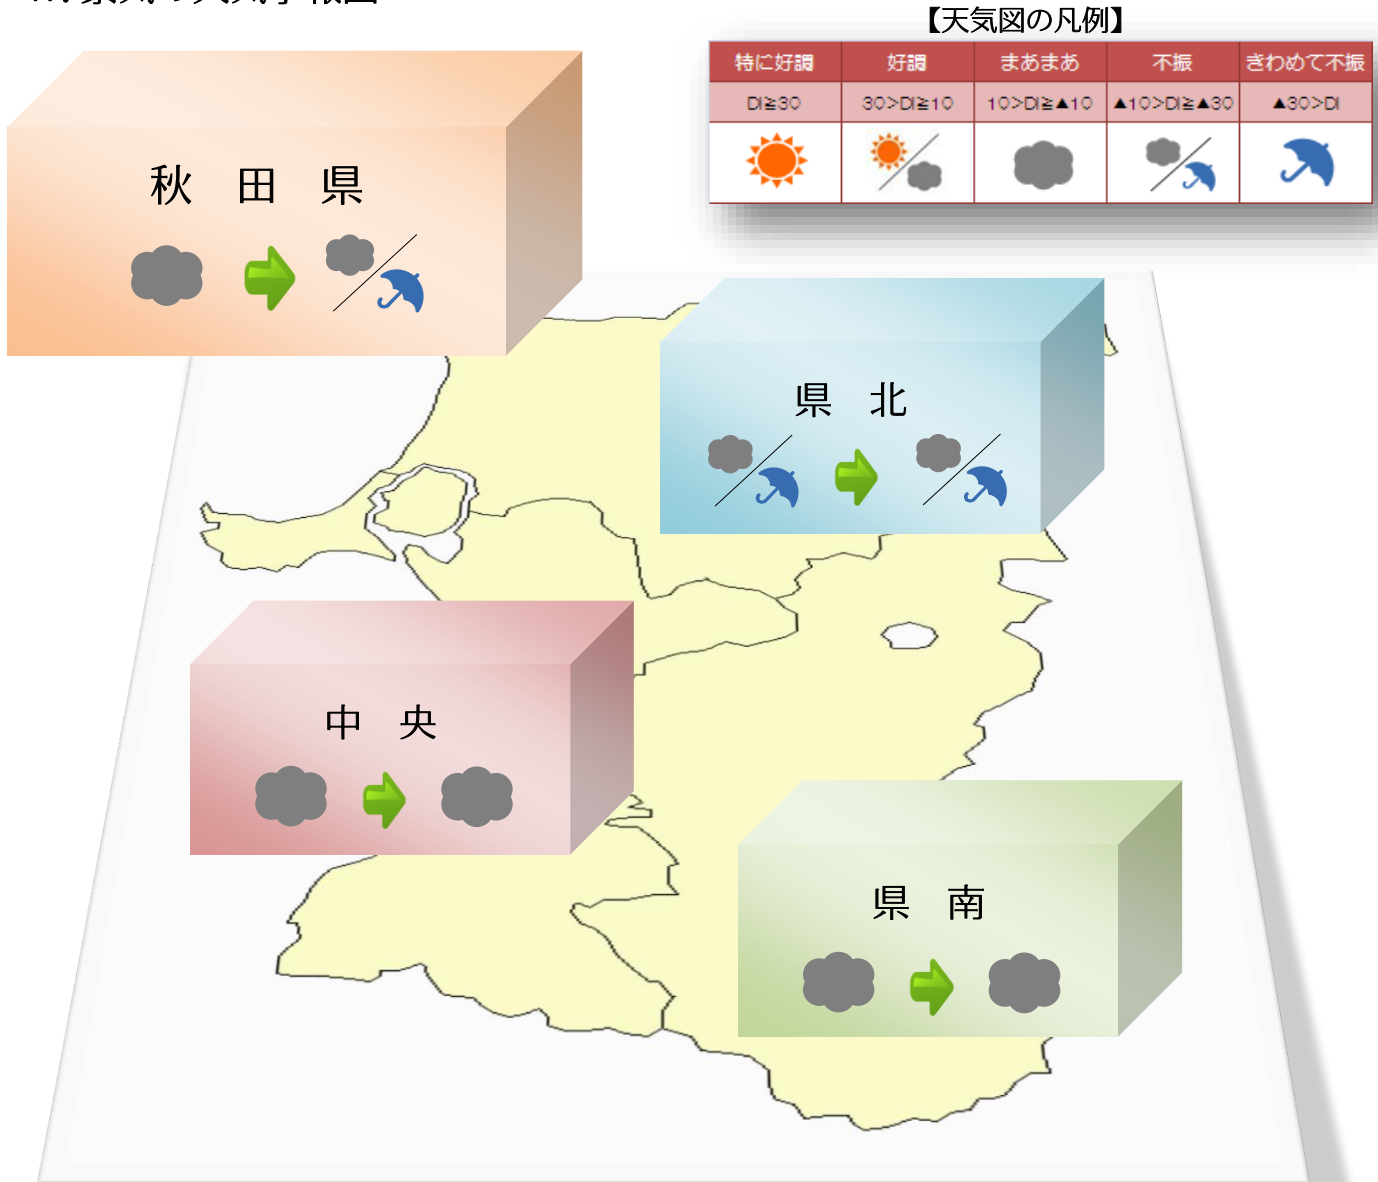 【天気図の凡例】
特に好調 好調 まあまあ 不振 きわめて不振
DI≧30 30>DI≧10 10>DI≧▲10 ▲10>DI≧▲30 ▲30>DI
秋 田 県
県 北
中 央
県 南